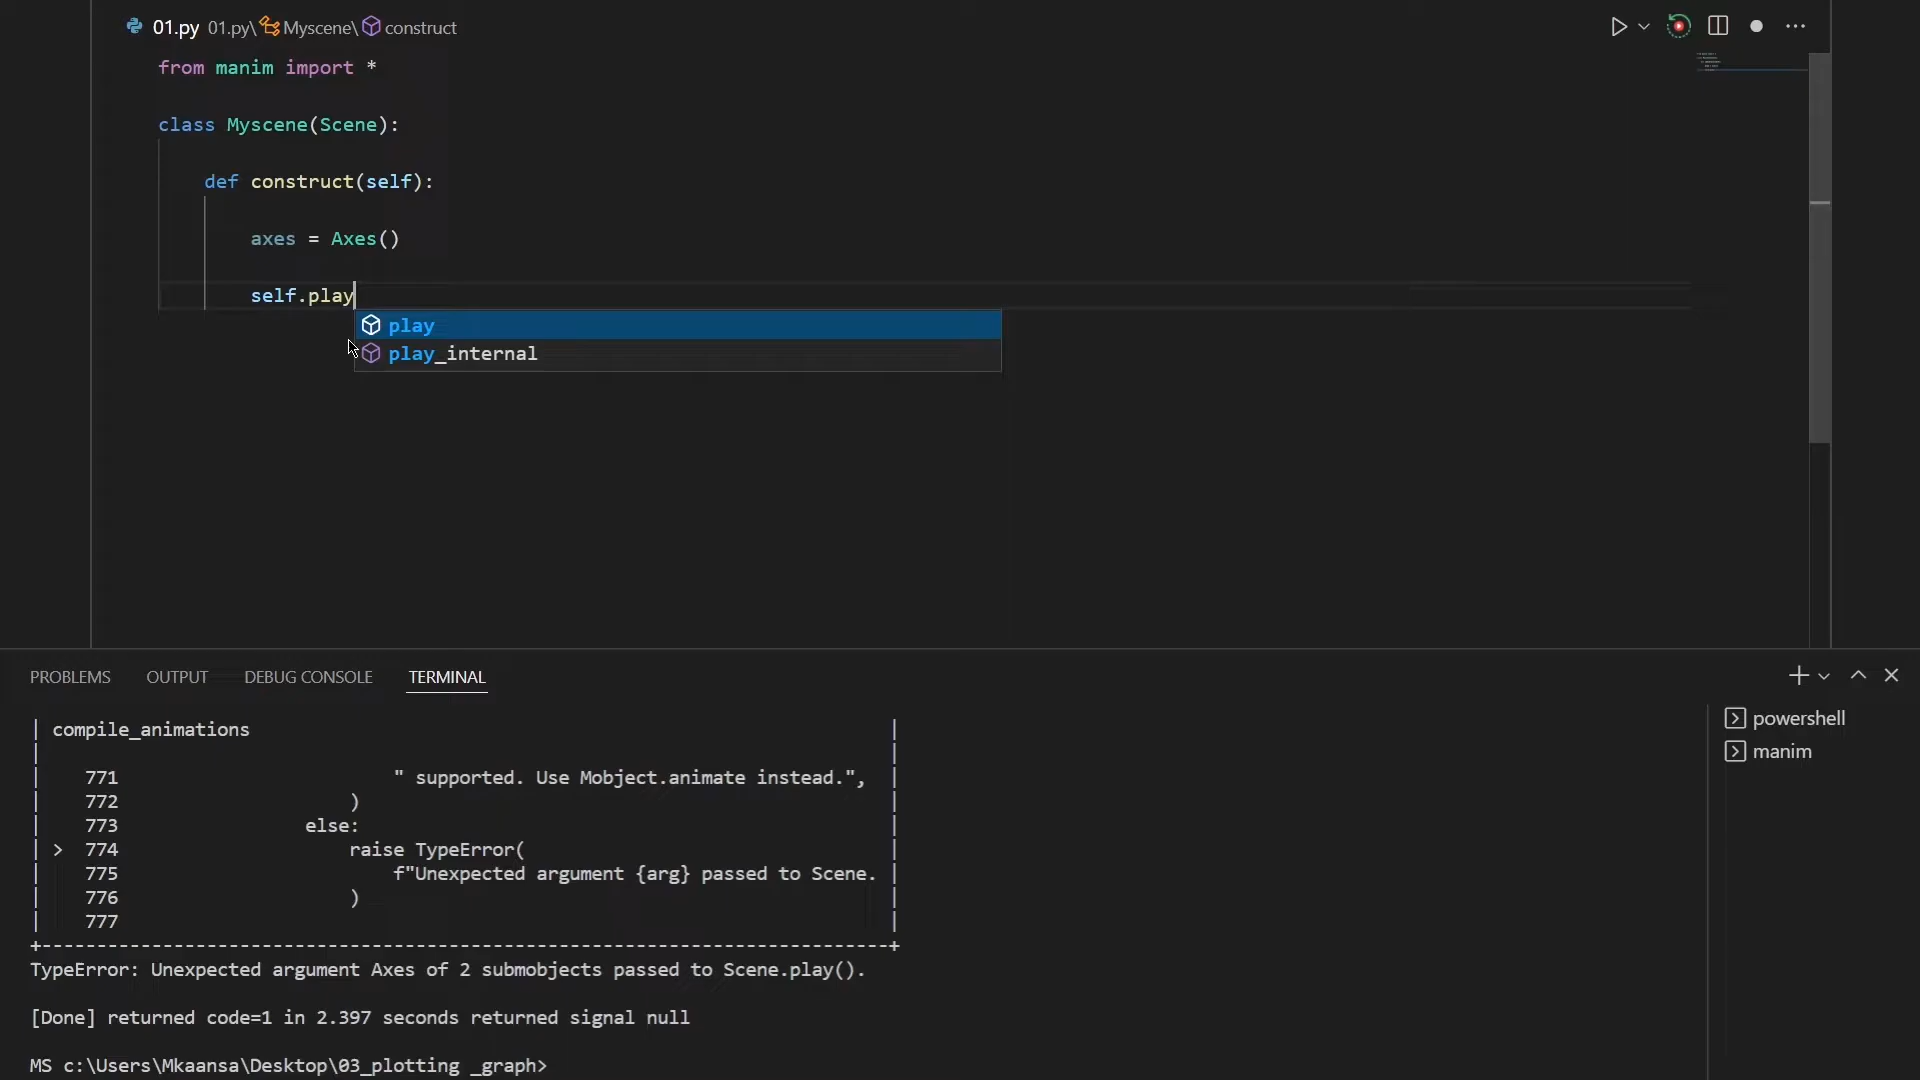 01.py 01.py\Myscene\construct
from manim import *
class Myscene(Scene):
def construct(self):
axes = Axes()
self.play
play
play_internal
PROBLEMS OUTPUT DEBUG CONSOLE TERMINAL
powershell
manim
| compile_animations |
| |
| 771 " supported. Use Mobject.animate instead.", |
| 772 ) |
| 773 else: |
| > 774 raise TypeError( |
| 775 f"Unexpected argument {arg} passed to Scene. |
| 776 ) |
| 777 |
+-----------------------------------------------------------------------------+
TypeError: Unexpected argument Axes of 2 submobjects passed to Scene.play().
[Done] returned code=1 in 2.397 seconds returned signal null
MS c:\Users\Mkaansa\Desktop\03_plotting _graph>